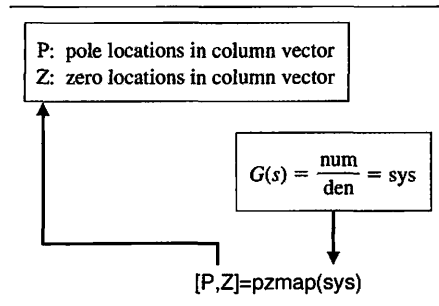 P: pole locations in column vector
Z: zero locations in column vector
G(s) = num/den = sys
[P,Z]=pzmap(sys)